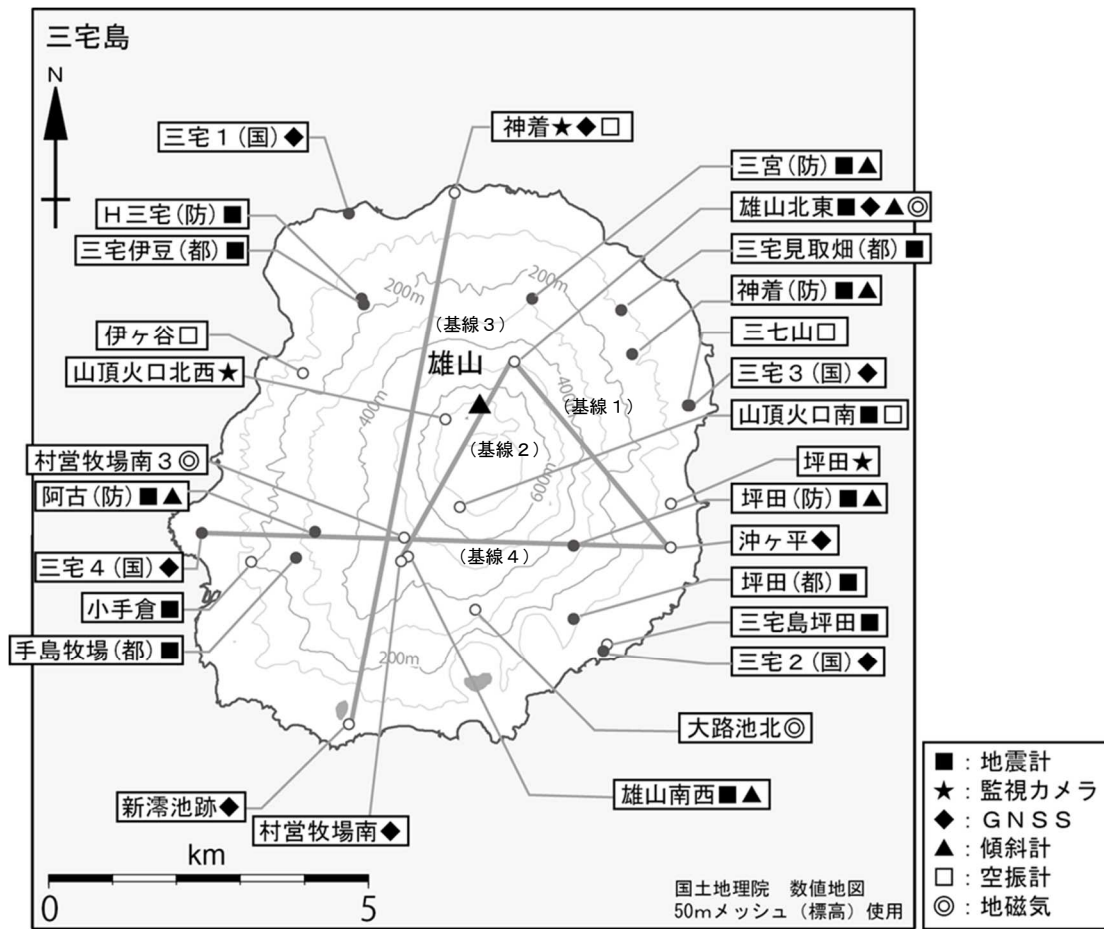 三宅島
N
神着★◆□
三宅1(国)◆
三宮(防)■▲
H三宅(防)■
雄山北東■◆▲◎
三宅伊豆(都)■
三宅見取畑(都)■
200m
200m
神着(防)■▲
(基線3)
伊ヶ谷□
三七山□
雄山
山頂火口北西★
三宅3(国)◆
400m
400m
(基線1)
山頂火口南■□
(基線2)
村営牧場南3◎
坪田★
600m
阿古(防)■▲
坪田(防)■▲
沖ヶ平◆
(基線4)
三宅4(国)◆
坪田(都)■
小手倉■
三宅島坪田■
手島牧場(都)■
200m
三宅2(国)◆
大路池北◎
雄山南西■▲
新澪池跡◆
村営牧場南◆
km
0
5
国土地理院 数値地図
50mメッシュ(標高)使用
■:地震計
★:監視カメラ
◆:GNSS
▲:傾斜計
□:空振計
◎:地磁気